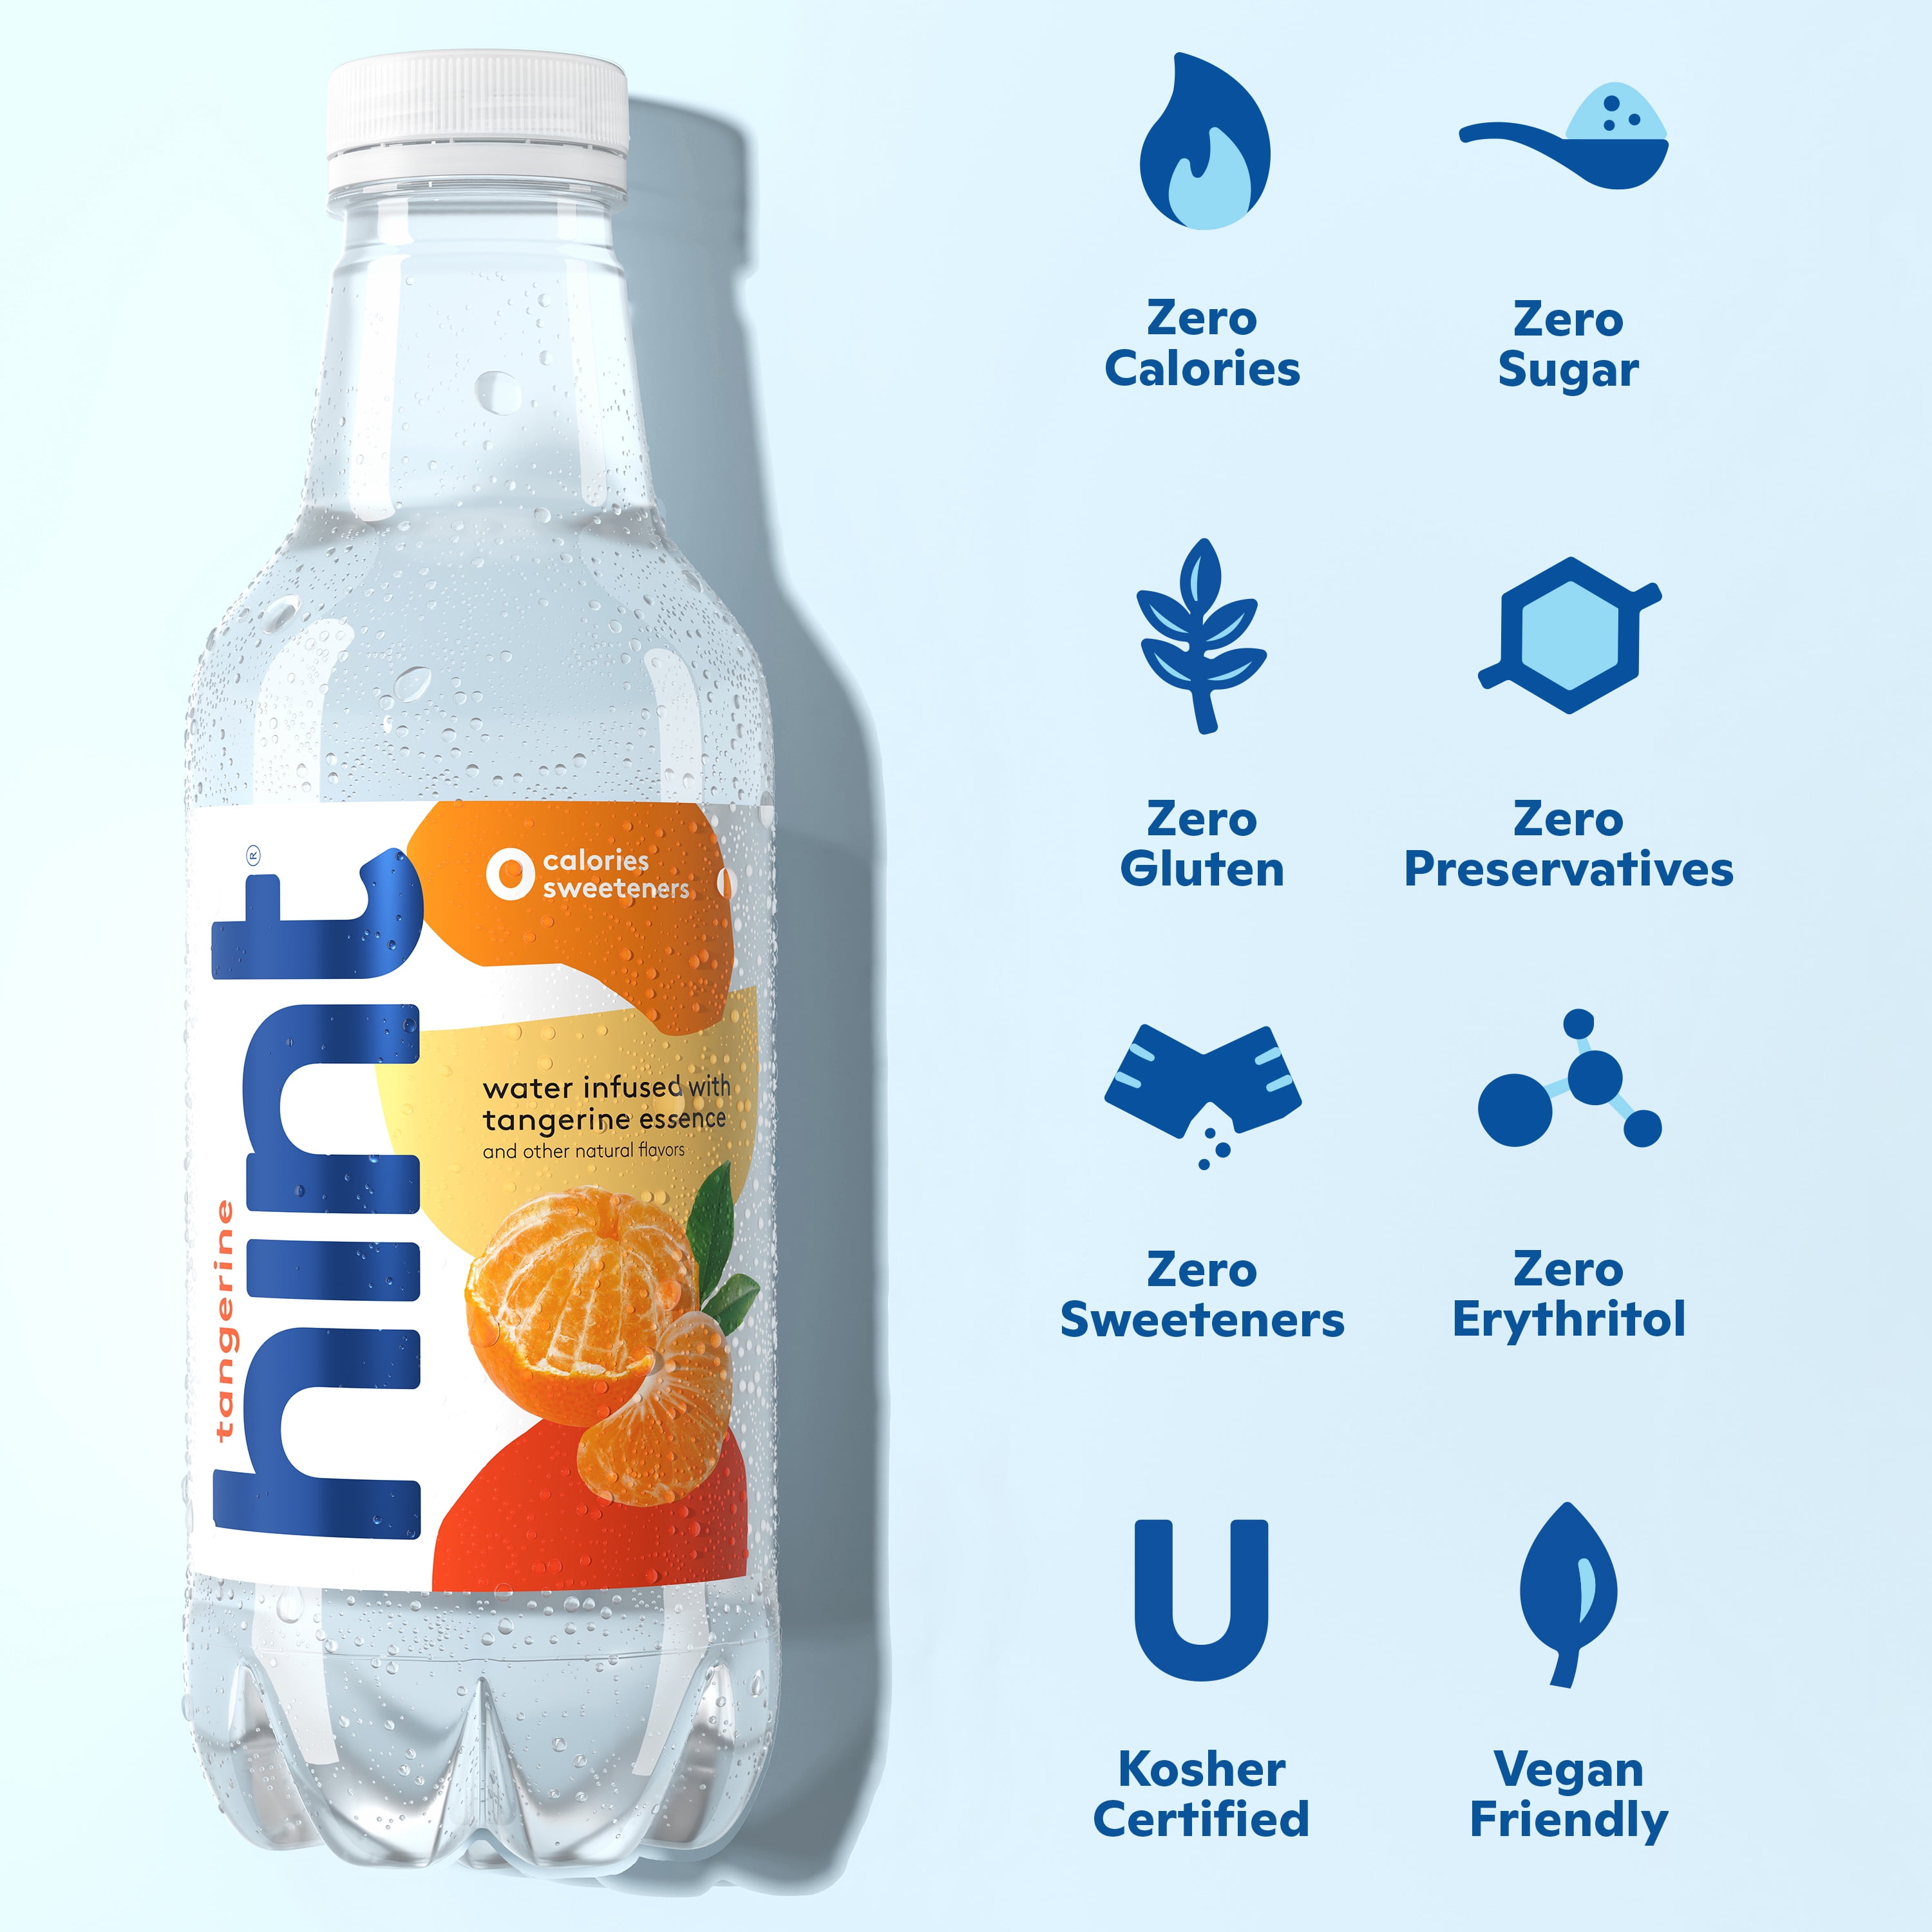 hint®
tangerine
calories
sweeteners
water infused with
tangerine essence
and other natural flavors
Zero
Calories
Zero
Sugar
Zero
Gluten
Zero
Preservatives
Zero
Sweeteners
Zero
Erythritol
U
Kosher
Certified
Vegan
Friendly